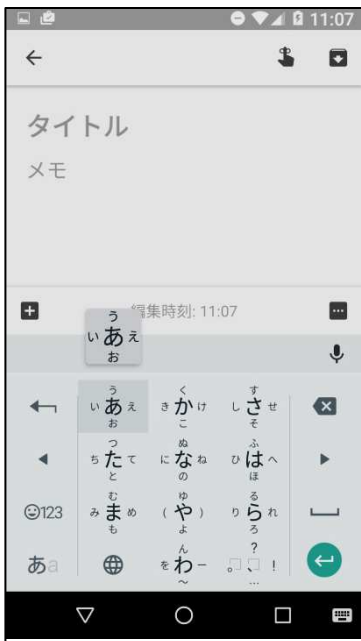 11:07
タイトル
メモ
編集時刻: 11:07
う
いあえ
お
う く す
いあえ きかけ しさせ
お こ そ
つ ぬ ふ
ちたて になね ひはへ
と の ほ
む ゆ る
123 みまめ (や) りられ
も よ ろ
ん ?
あa をわー 。、!
〜 …